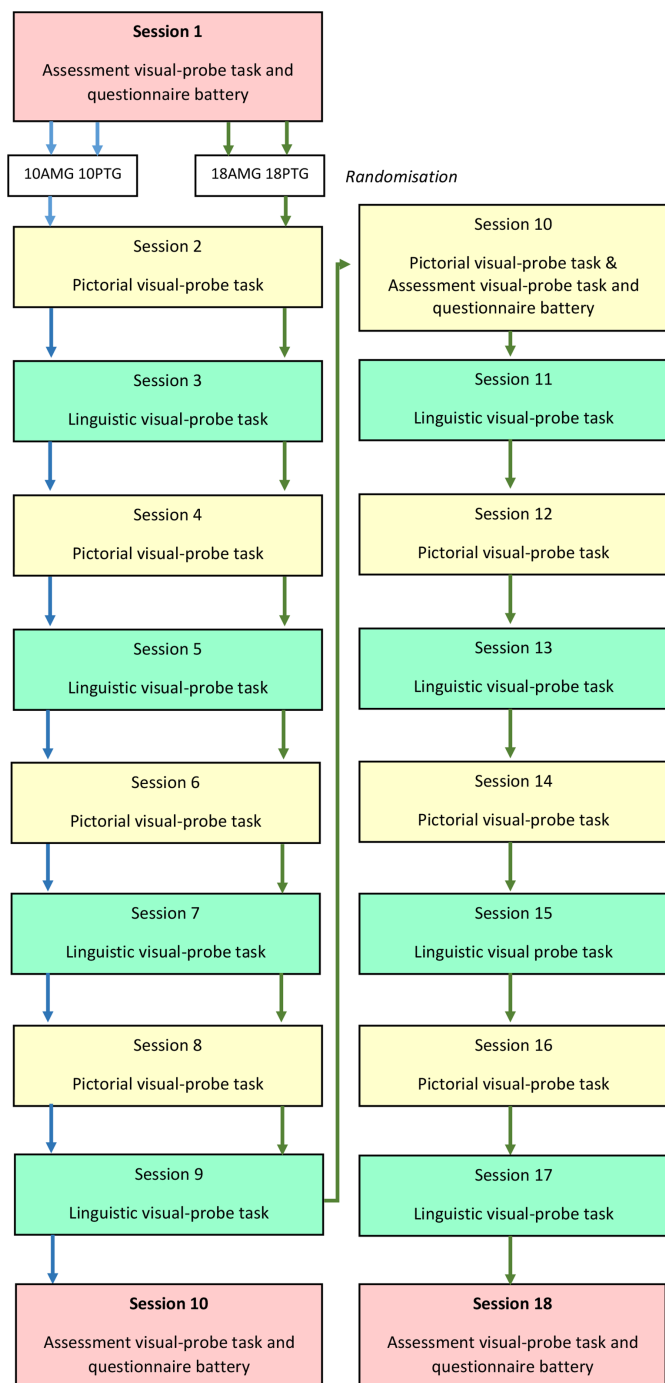 Session 1
Assessment visual-probe task and
questionnaire battery
10AMG 10PTG
18AMG 18PTG
Randomisation
Session 2
Pictorial visual-probe task
Session 3
Linguistic visual-probe task
Session 4
Pictorial visual-probe task
Session 5
Linguistic visual-probe task
Session 6
Pictorial visual-probe task
Session 7
Linguistic visual-probe task
Session 8
Pictorial visual-probe task
Session 9
Linguistic visual-probe task
Session 10
Assessment visual-probe task and
questionnaire battery
Session 10
Pictorial visual-probe task &
Assessment visual-probe task and
questionnaire battery
Session 11
Linguistic visual-probe task
Session 12
Pictorial visual-probe task
Session 13
Linguistic visual-probe task
Session 14
Pictorial visual-probe task
Session 15
Linguistic visual probe task
Session 16
Pictorial visual-probe task
Session 17
Linguistic visual-probe task
Session 18
Assessment visual-probe task and
questionnaire battery